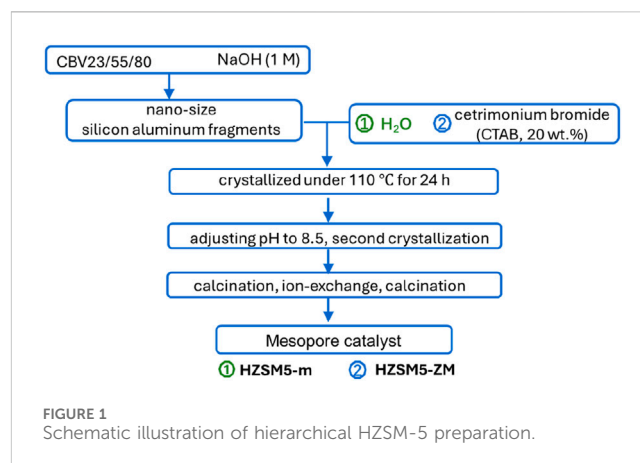 CBV23/55/80 NaOH (1 M)
nano-size
silicon aluminum fragments
① H₂O ② cetrimonium bromide
(CTAB, 20 wt.%)
crystallized under 110 ℃ for 24 h
adjusting pH to 8.5, second crystallization
calcination, ion-exchange, calcination
Mesopore catalyst
① HZSM5-m ② HZSM5-ZM
FIGURE 1
Schematic illustration of hierarchical HZSM-5 preparation.